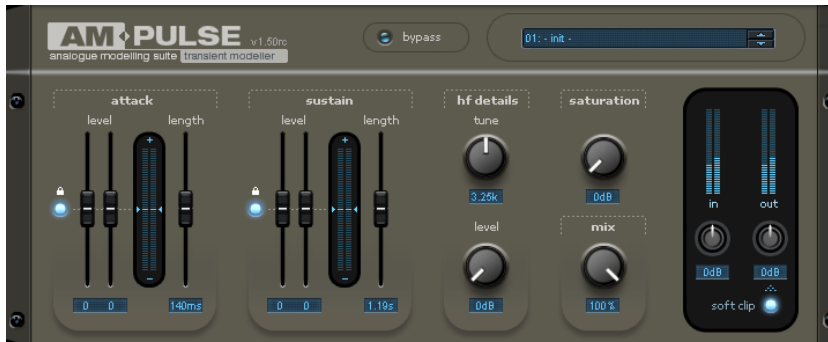 AM PULSE v1.50rc
analogue modelling suite transient modeller
bypass
01: - init -
attack
level length
0 0 140ms
sustain
level length
0 0 1.19s
hf details
tune
3.25k
level
0dB
saturation
0dB
mix
100%
in out
0dB 0dB
soft clip